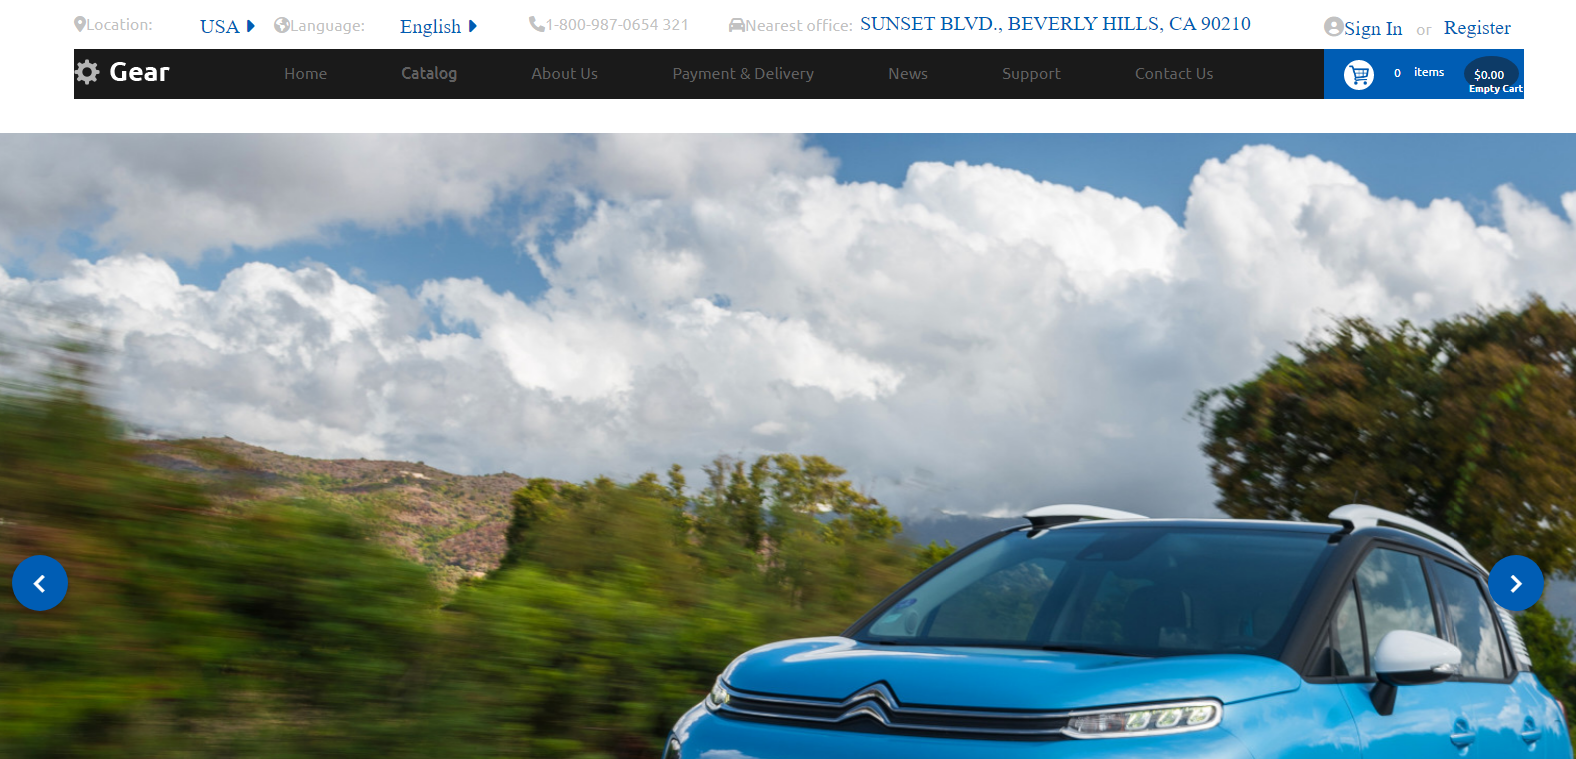 Location: USA Language: English 1-800-987-0654 321 Nearest office: SUNSET BLVD., BEVERLY HILLS, CA 90210 Sign In or Register
Gear Home Catalog About Us Payment & Delivery News Support Contact Us 0 items $0.00
Empty Cart